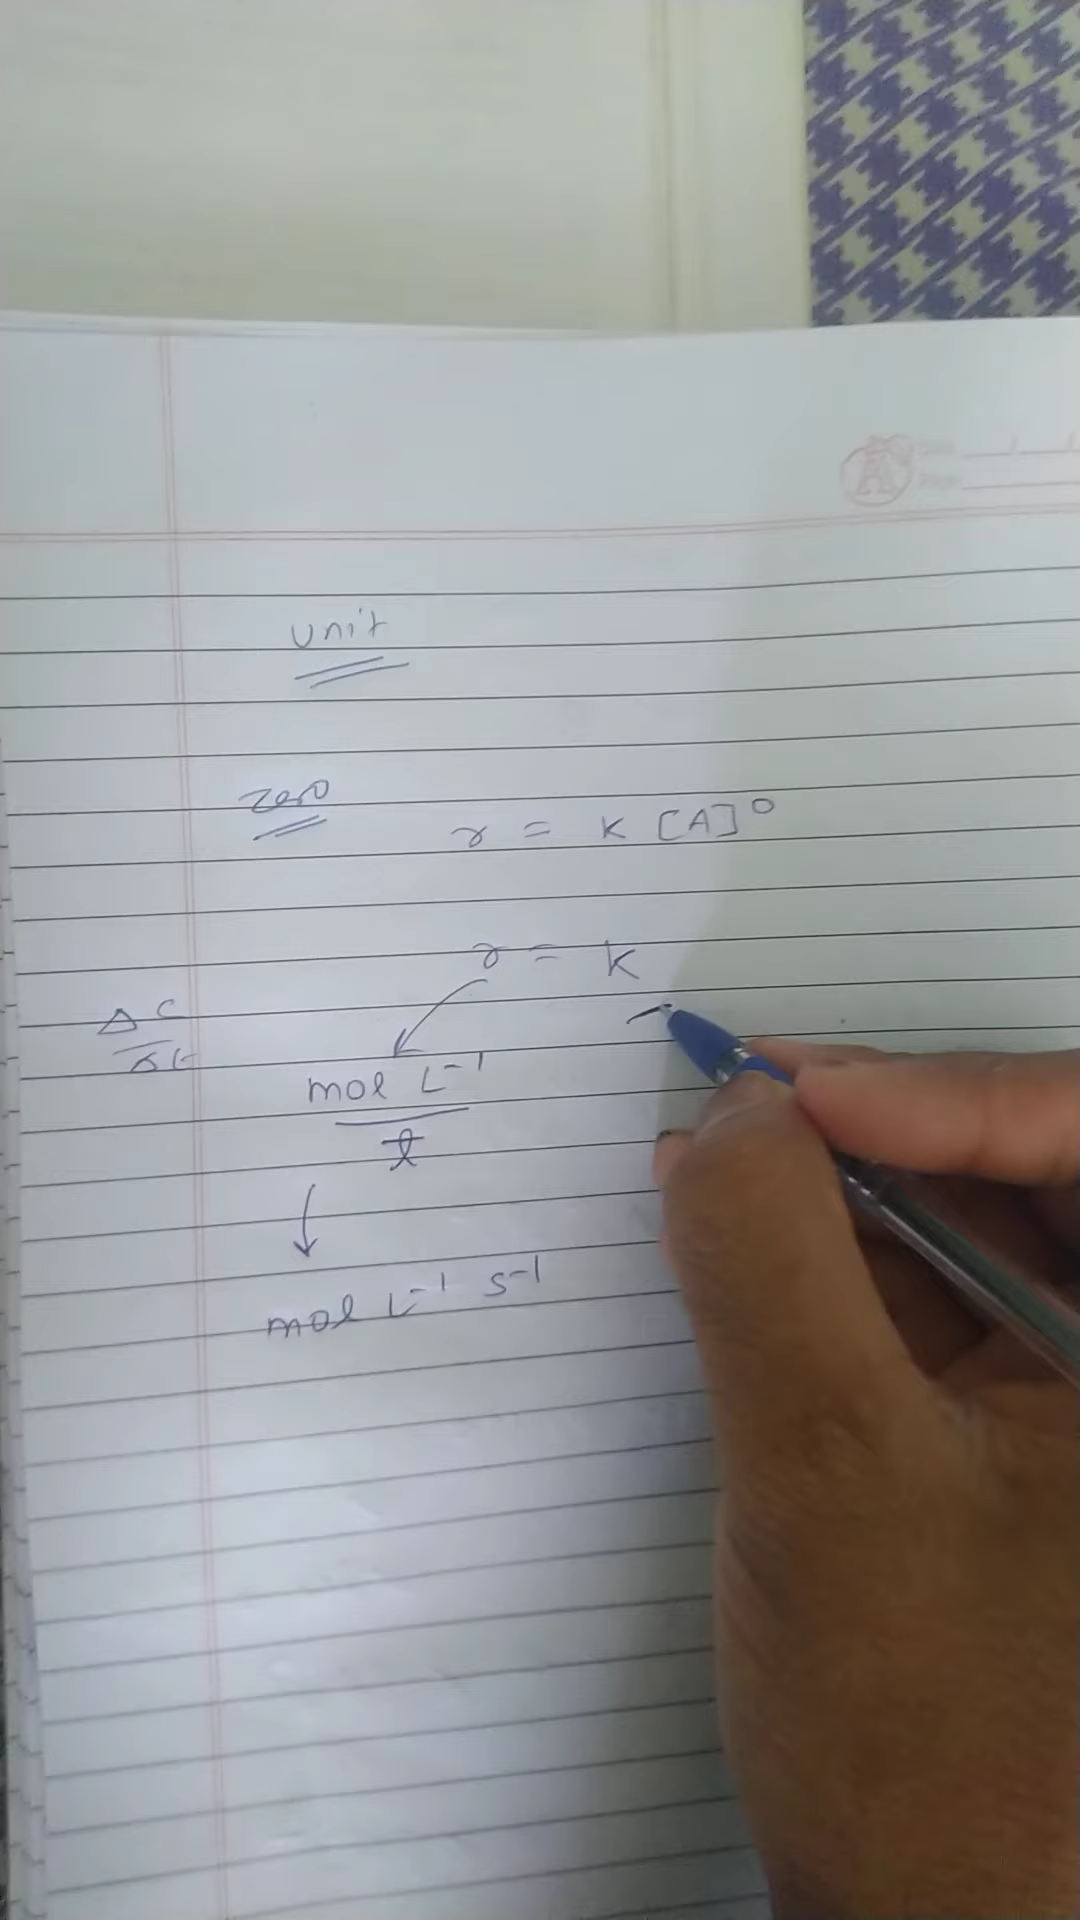 unit
zero
r = K [A]⁰
r = K
ΔC
Δt
mol L⁻¹
t
mol L⁻¹ s⁻¹